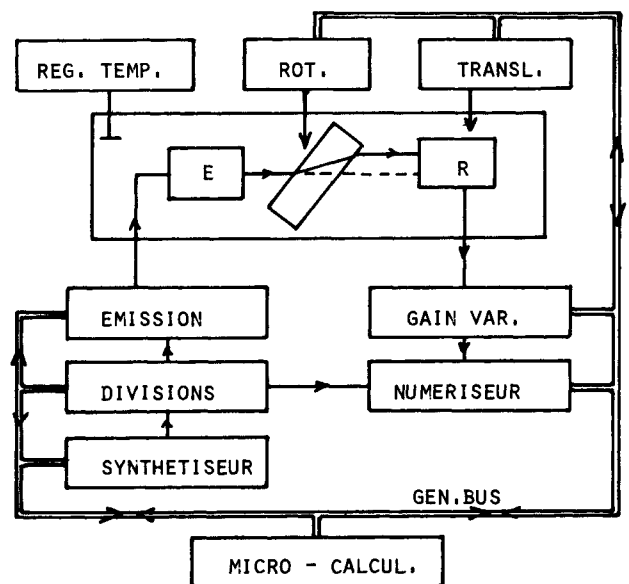 REG. TEMP.
ROT.
TRANSL.
E
R
EMISSION
GAIN VAR.
DIVISIONS
NUMERISEUR
SYNTHETISEUR
GEN.BUS
MICRO - CALCUL.